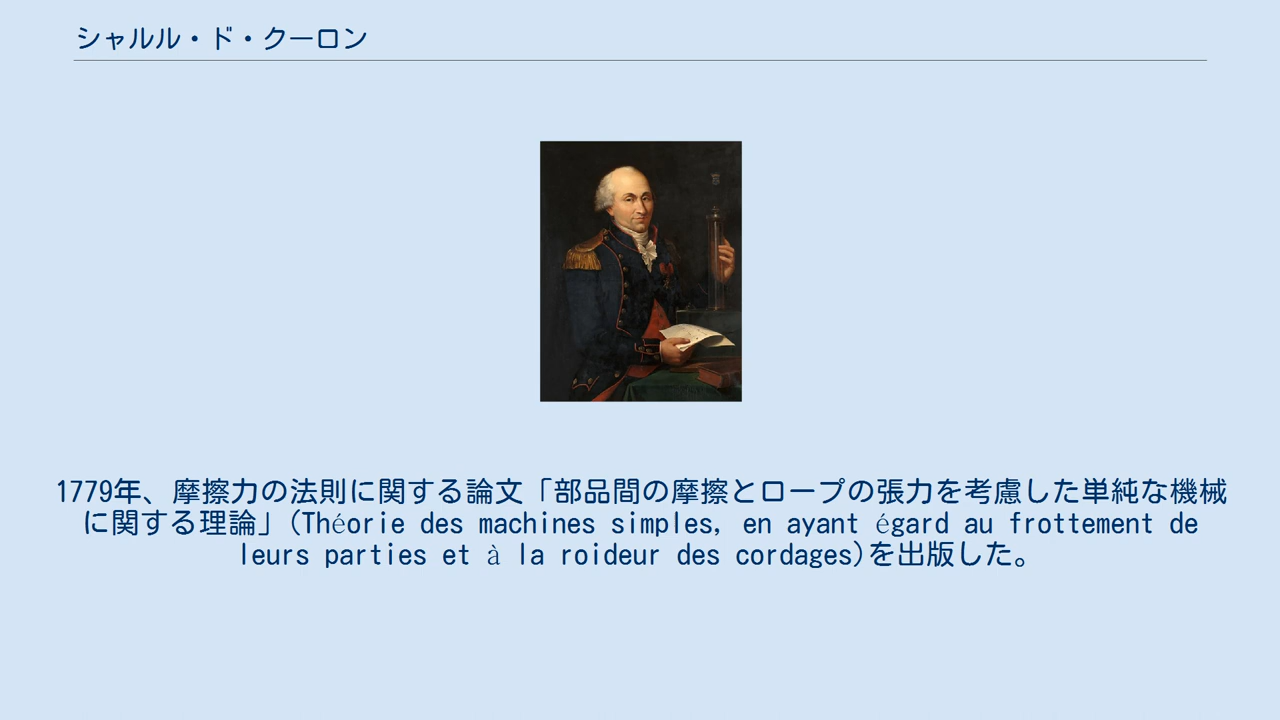 シャルル・ド・クーロン
1779年、摩擦力の法則に関する論文「部品間の摩擦とロープの張力を考慮した単純な機械
に関する理論」(Théorie des machines simples, en ayant égard au frottement de
leurs parties et à la roideur des cordages)を出版した。